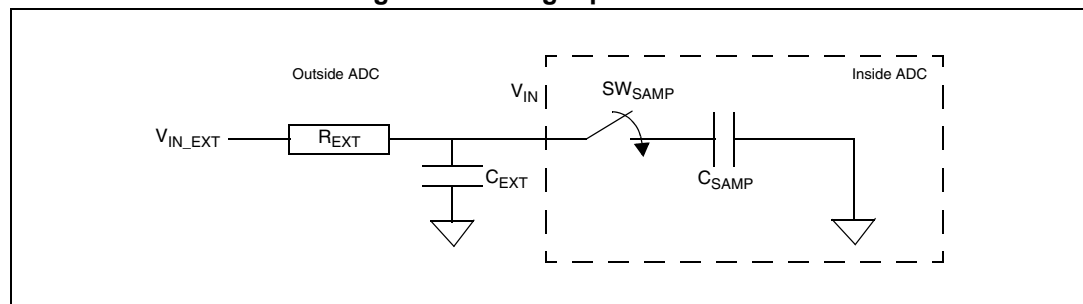 Outside ADC
Inside ADC
V_IN
SW_SAMP
V_IN_EXT
R_EXT
C_EXT
C_SAMP